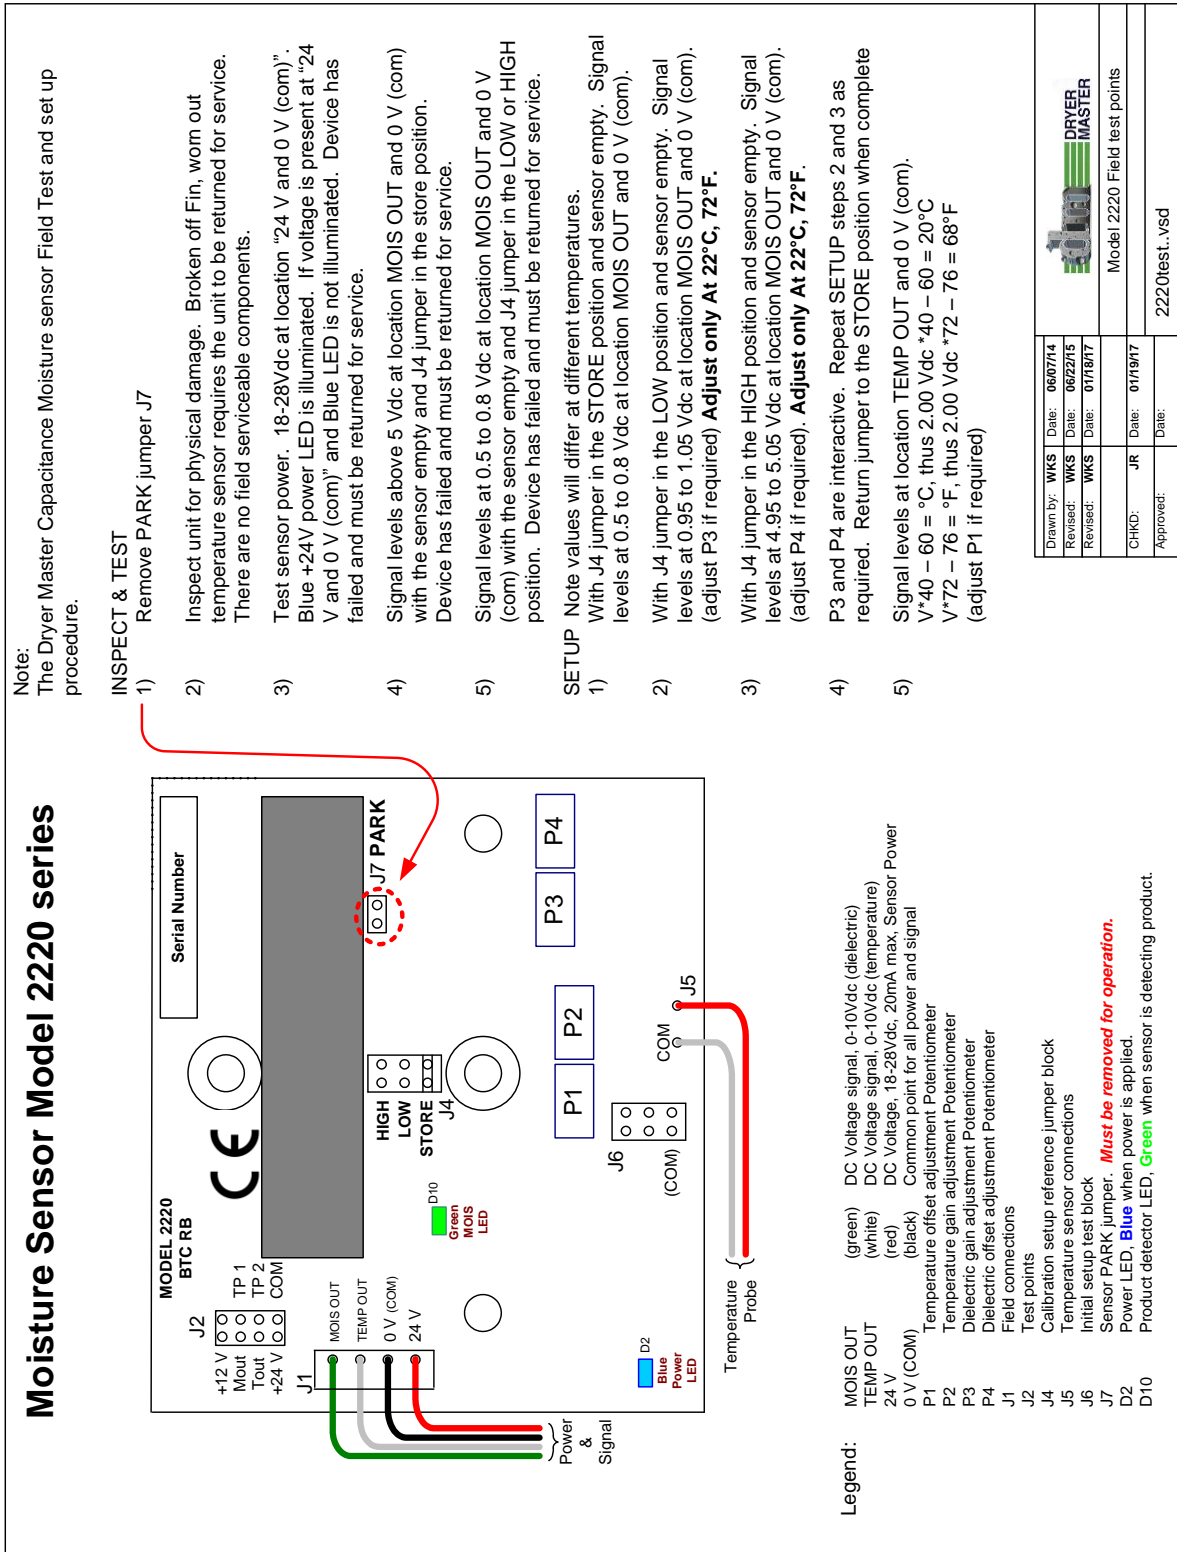 Moisture Sensor Model 2220 series
Serial Number
MODEL 2220
BTC RB
J2
+12 V
Mout
Tout
+24 V
TP 1
TP 2
COM
CE
J1
MOIS OUT
TEMP OUT
0 V (COM)
24 V
D10
Green
MOIS
LED
HIGH
LOW
STORE
J4
J7 PARK
P1
P2
P3
P4
J6
(COM)
COM
J5
D2
Blue
Power
LED
Power
&
Signal
Temperature
Probe
Legend:
MOIS OUT (green) DC Voltage signal, 0-10Vdc (dielectric)
TEMP OUT (white) DC Voltage signal, 0-10Vdc (temperature)
24 V (red) DC Voltage, 18-28Vdc, 20mA max, Sensor Power
0 V (COM) (black) Common point for all power and signal
P1 Temperature offset adjustment Potentiometer
P2 Temperature gain adjustment Potentiometer
P3 Dielectric gain adjustment Potentiometer
P4 Dielectric offset adjustment Potentiometer
J1 Field connections
J2 Test points
J4 Calibration setup reference jumper block
J5 Temperature sensor connections
J6 Initial setup test block
J7 Sensor PARK jumper. Must be removed for operation.
D2 Power LED, Blue when power is applied.
D10 Product detector LED, Green when sensor is detecting product.
Note:
The Dryer Master Capacitance Moisture sensor Field Test and set up
procedure.
INSPECT & TEST
1) Remove PARK jumper J7
2) Inspect unit for physical damage. Broken off Fin, worn out
temperature sensor requires the unit to be returned for service.
There are no field serviceable components.
3) Test sensor power. 18-28Vdc at location “24 V and 0 V (com)”.
Blue +24V power LED is illuminated. If voltage is present at “24
V and 0 V (com)” and Blue LED is not illuminated. Device has
failed and must be returned for service.
4) Signal levels above 5 Vdc at location MOIS OUT and 0 V (com)
with the sensor empty and J4 jumper in the store position.
Device has failed and must be returned for service.
5) Signal levels at 0.5 to 0.8 Vdc at location MOIS OUT and 0 V
(com) with the sensor empty and J4 jumper in the LOW or HIGH
position. Device has failed and must be returned for service.
SETUP Note values will differ at different temperatures.
1) With J4 jumper in the STORE position and sensor empty. Signal
levels at 0.5 to 0.8 Vdc at location MOIS OUT and 0 V (com).
2) With J4 jumper in the LOW position and sensor empty. Signal
levels at 0.95 to 1.05 Vdc at location MOIS OUT and 0 V (com).
(adjust P3 if required) Adjust only At 22°C, 72°F.
3) With J4 jumper in the HIGH position and sensor empty. Signal
levels at 4.95 to 5.05 Vdc at location MOIS OUT and 0 V (com).
(adjust P4 if required). Adjust only At 22°C, 72°F.
4) P3 and P4 are interactive. Repeat SETUP steps 2 and 3 as
required. Return jumper to the STORE position when complete
5) Signal levels at location TEMP OUT and 0 V (com).
V*40 – 60 = °C, thus 2.00 Vdc *40 – 60 = 20°C
V*72 – 76 = °F, thus 2.00 Vdc *72 – 76 = 68°F
(adjust P1 if required)
Drawn by: WKS Date: 06/07/14
Revised: WKS Date: 06/22/15
Revised: WKS Date: 01/18/17
CHKD: JR Date: 01/19/17
Approved: Date:
dm DRYER
MASTER
Model 2220 Field test points
2220test..vsd